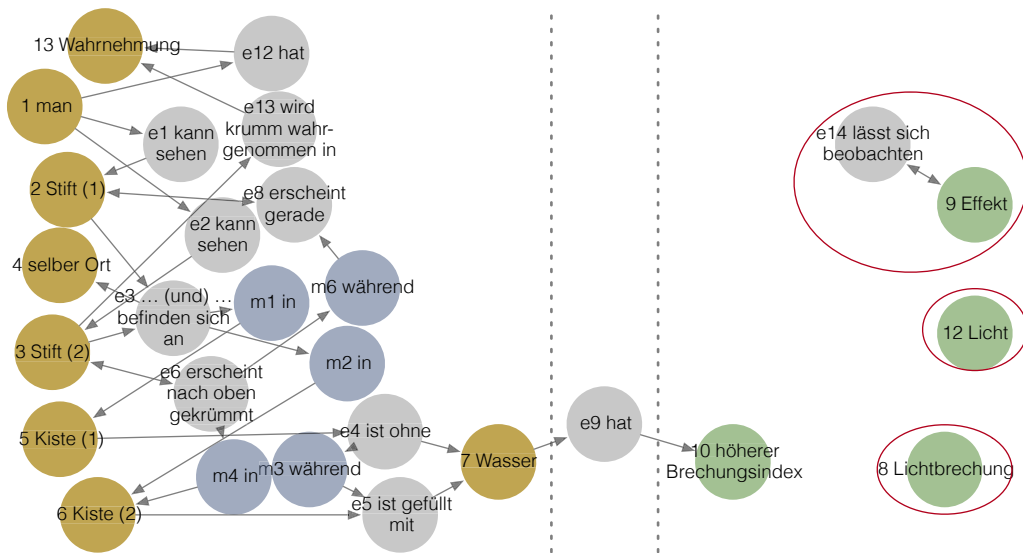 13 Wahrnehmung
e12 hat
1 man
e13 wird
krumm wahr-
genommen in
e1 kann
sehen
e14 lässt sich
beobachten
2 Stift (1)
e8 erscheint
gerade
9 Effekt
e2 kann
sehen
4 selber Ort
e3 ... (und) ...
befinden sich
an
m1 in
m6 während
12 Licht
3 Stift (2)
m2 in
e6 erscheint
nach oben
gekrümmt
5 Kiste (1)
e4 ist ohne
e9 hat
10 höherer
Brechungsindex
7 Wasser
m4 in
m3 während
8 Lichtbrechung
6 Kiste (2)
e5 ist gefüllt
mit